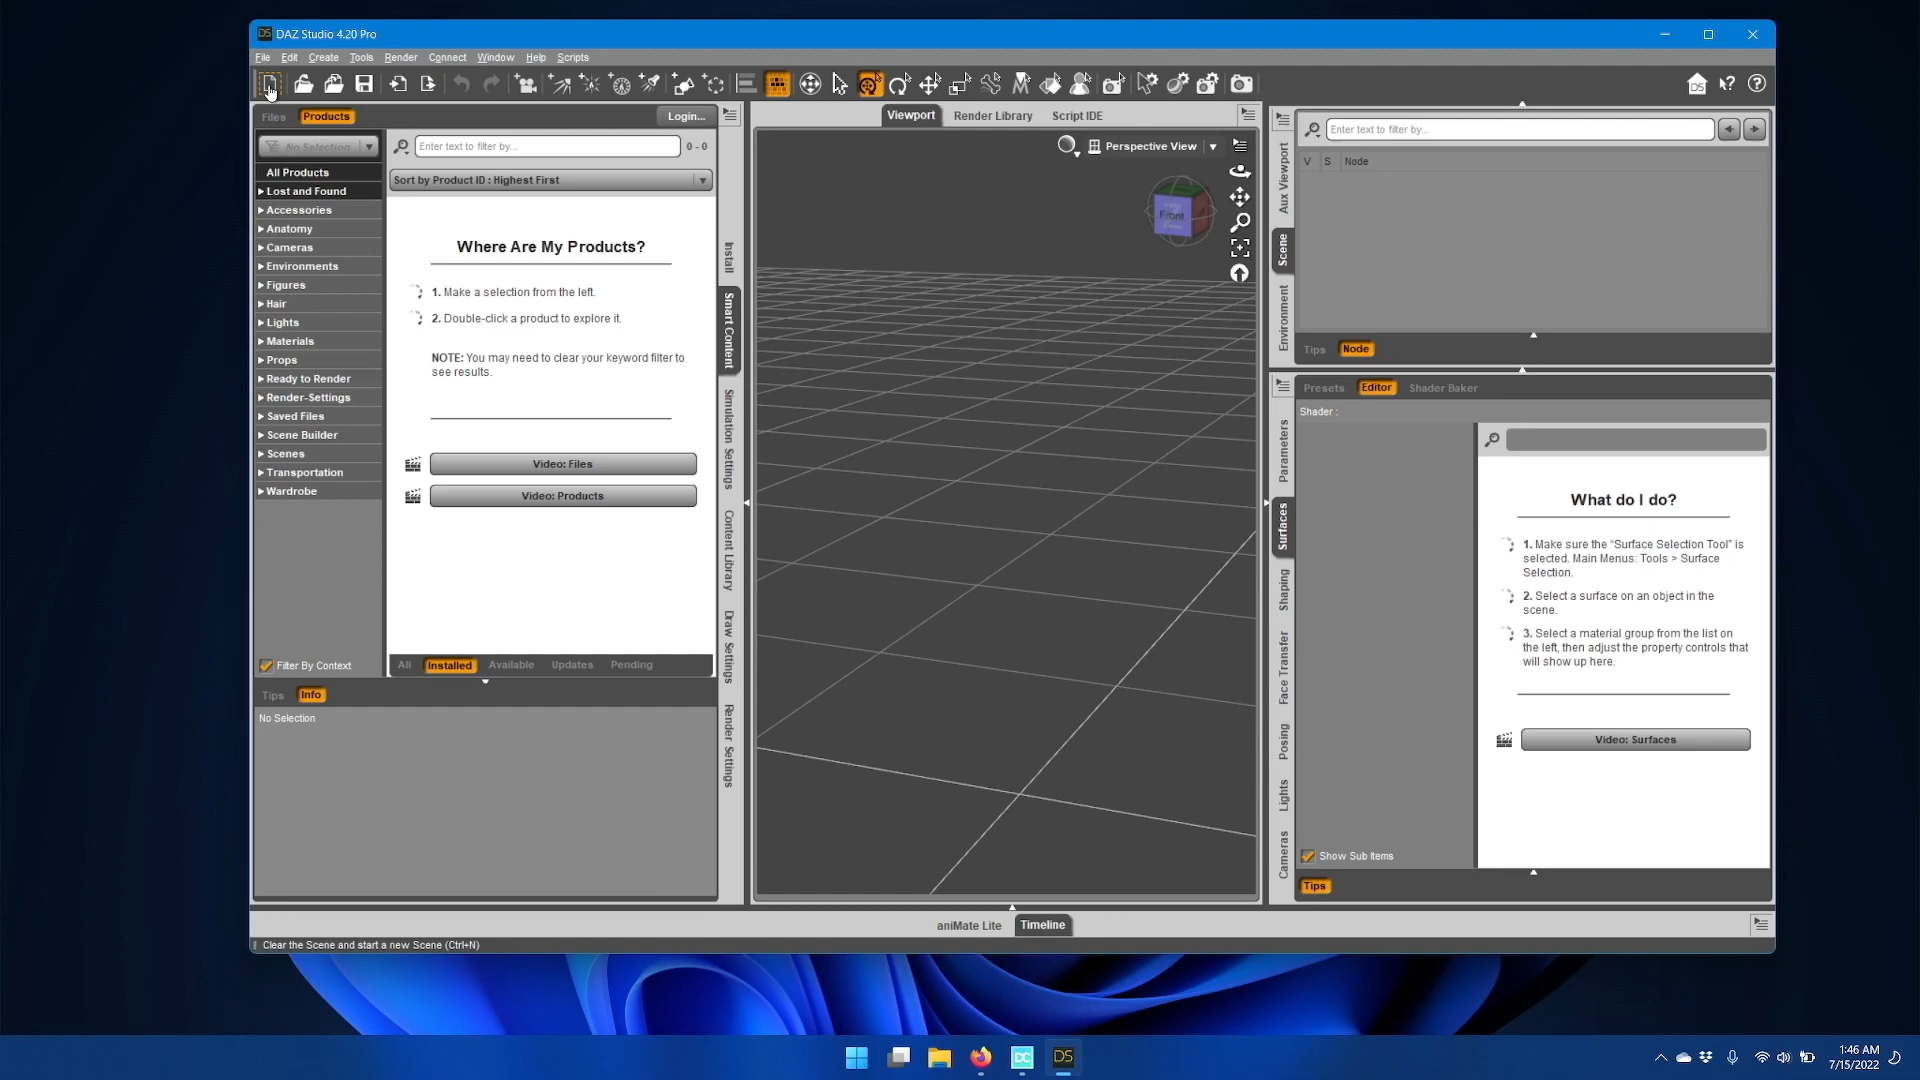 DS DAZ Studio 4.20 Pro
File Edit Create Tools Render Connect Window Help Scripts
Files Products Login...
No Selection
Enter text to filter by...
0 - 0
All Products
Sort by Product ID : Highest First
Lost and Found
Accessories
Anatomy
Cameras
Environments
Figures
Hair
Lights
Materials
Props
Ready to Render
Render-Settings
Saved Files
Scene Builder
Scenes
Transportation
Wardrobe
Filter By Context
Where Are My Products?
1. Make a selection from the left.
2. Double-click a product to explore it.
NOTE: You may need to clear your keyword filter to
see results.
Video: Files
Video: Products
All Installed Available Updates Pending
Tips Info
No Selection
Install
Smart Content
Simulation Settings
Content Library
Draw Settings
Render Settings
Viewport Render Library Script IDE
Perspective View
Front
Aux Viewport
Scene
Environment
Enter text to filter by...
V S Node
Tips Node
Parameters
Surfaces
Shaping
Face Transfer
Posing
Lights
Cameras
Presets Editor Shader Baker
Shader :
What do I do?
1. Make sure the “Surface Selection Tool” is
selected. Main Menus: Tools > Surface
Selection.
2. Select a surface on an object in the
scene.
3. Select a material group from the list on
the left, then adjust the property controls that
will show up here.
Video: Surfaces
Show Sub Items
Tips
aniMate Lite Timeline
Clear the Scene and start a new Scene (Ctrl+N)
DC
DS
1:46 AM
7/15/2022